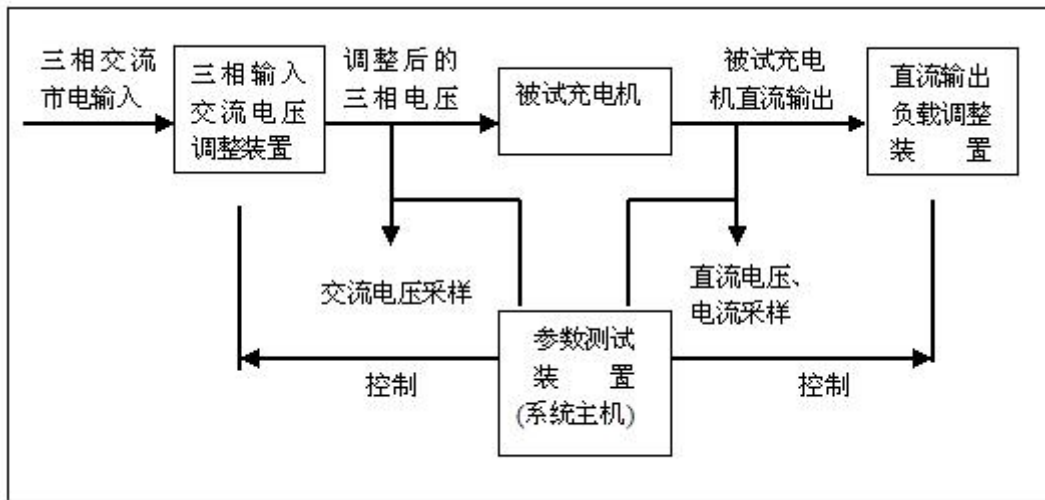 三相交流
市电输入
三相输入
交流电压
调整装置
调整后的
三相电压
被试充电机
被试充电
机直流输出
直流输出
负载调整
装 置
交流电压采样
直流电压、
电流采样
参数测试
装 置
(系统主机)
控制
控制